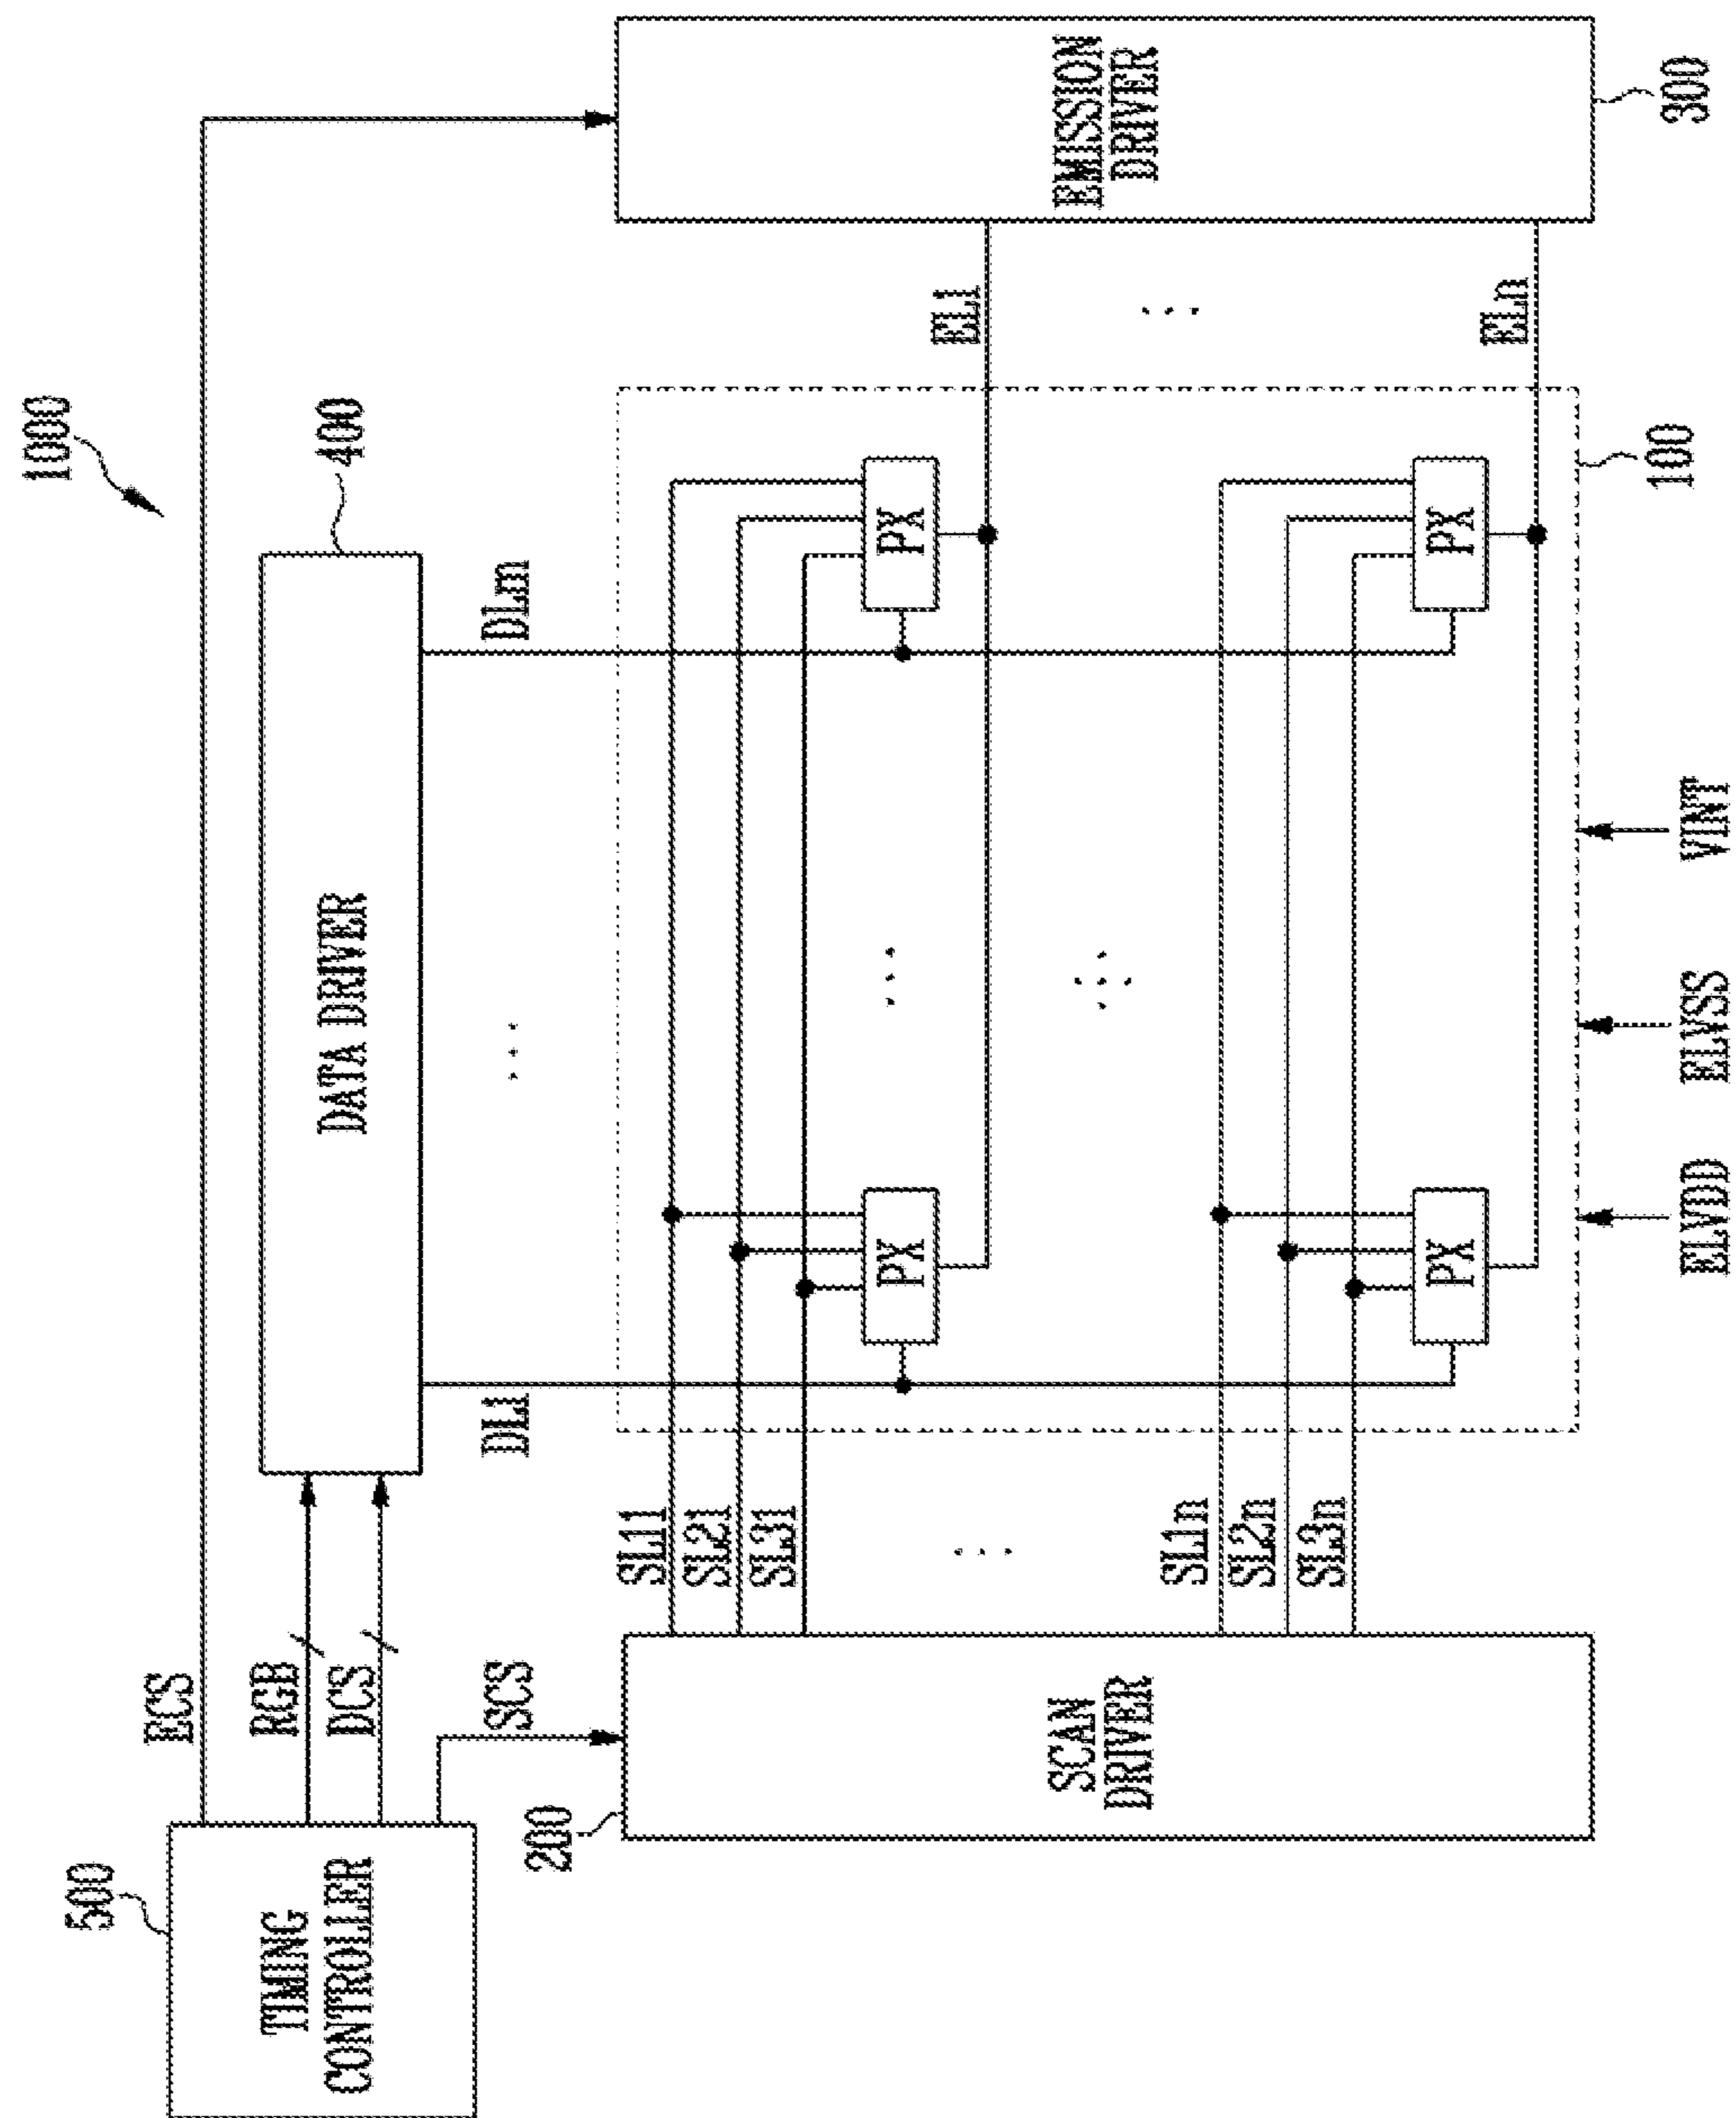 1000
500
TIMING
CONTROLLER
ECS
RGB
DCS
SCS
DATA DRIVER
400
DL1
...
DLm
200
SCAN
DRIVER
SL11
SL21
SL31
...
SL1n
SL2n
SL3n
PX
...
PX
PX
PX
EL1
...
ELn
EMISSION
DRIVER
300
100
ELVDD
ELVSS
VINT